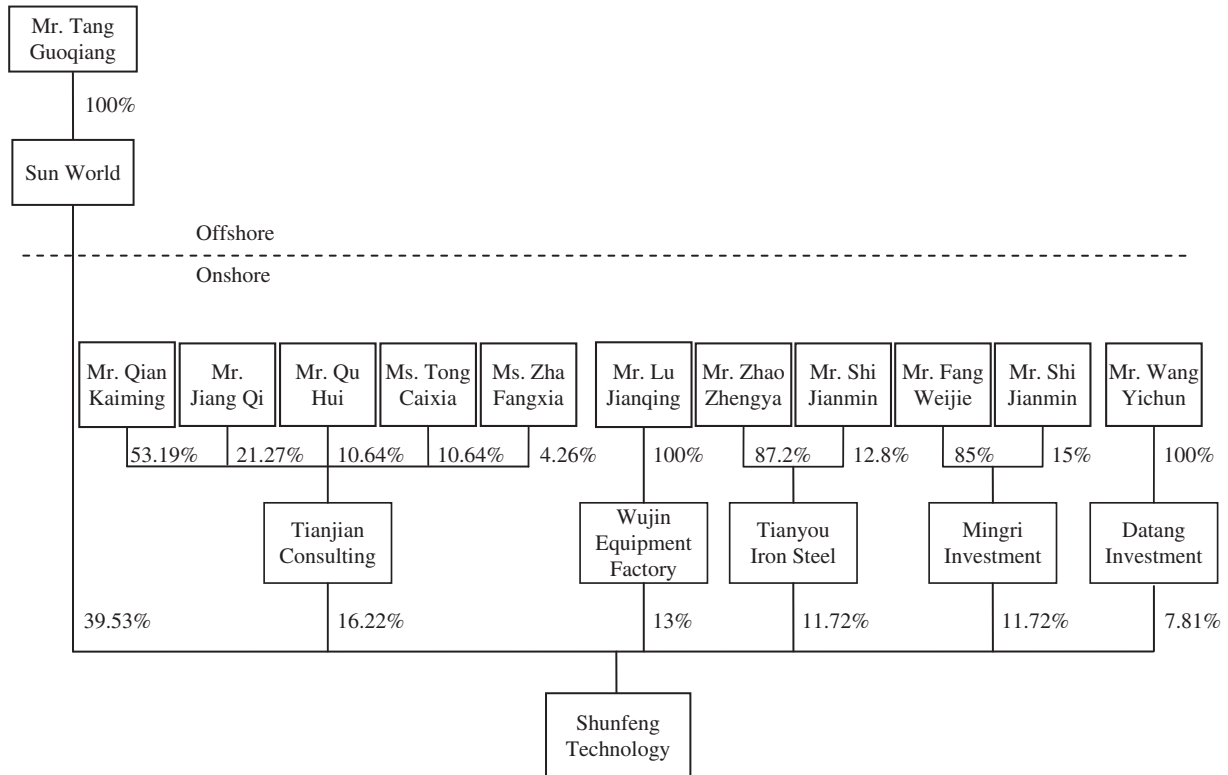 Mr. Tang
Guoqiang
100%
Sun World
Offshore
Onshore
Mr. Qian
Kaiming
Mr.
Jiang Qi
Mr. Qu
Hui
Ms. Tong
Caixia
Ms. Zha
Fangxia
Mr. Lu
Jianqing
Mr. Zhao
Zhengya
Mr. Shi
Jianmin
Mr. Fang
Weijie
Mr. Shi
Jianmin
Mr. Wang
Yichun
53.19%
21.27%
10.64%
10.64%
4.26%
100%
87.2%
12.8%
85%
15%
100%
Tianjian
Consulting
Wujin
Equipment
Factory
Tianyou
Iron Steel
Mingri
Investment
Datang
Investment
39.53%
16.22%
13%
11.72%
11.72%
7.81%
Shunfeng
Technology